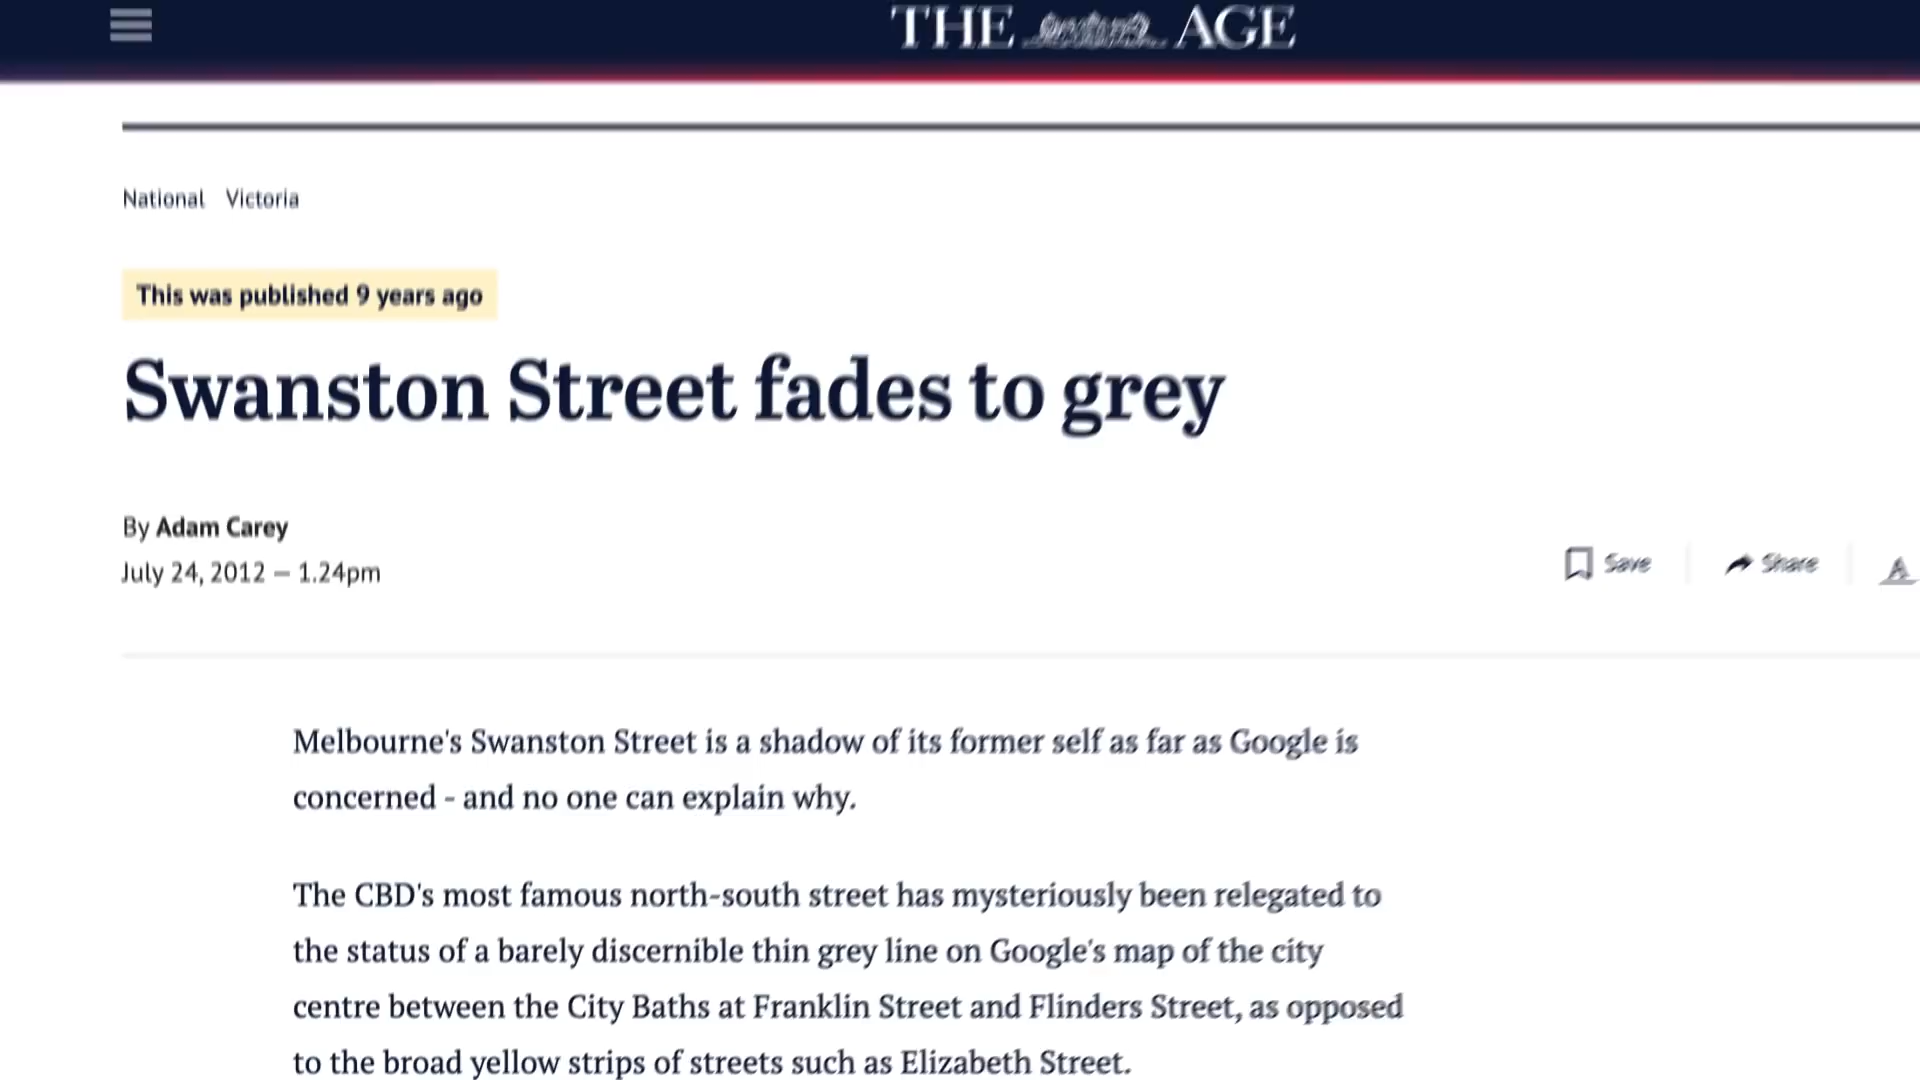 THE AGE
National Victoria
This was published 9 years ago
Swanston Street fades to grey
By Adam Carey
July 24, 2012 – 1.24pm
Save Share A
Melbourne's Swanston Street is a shadow of its former self as far as Google is
concerned - and no one can explain why.
The CBD's most famous north-south street has mysteriously been relegated to
the status of a barely discernible thin grey line on Google's map of the city
centre between the City Baths at Franklin Street and Flinders Street, as opposed
to the broad yellow strips of streets such as Elizabeth Street.